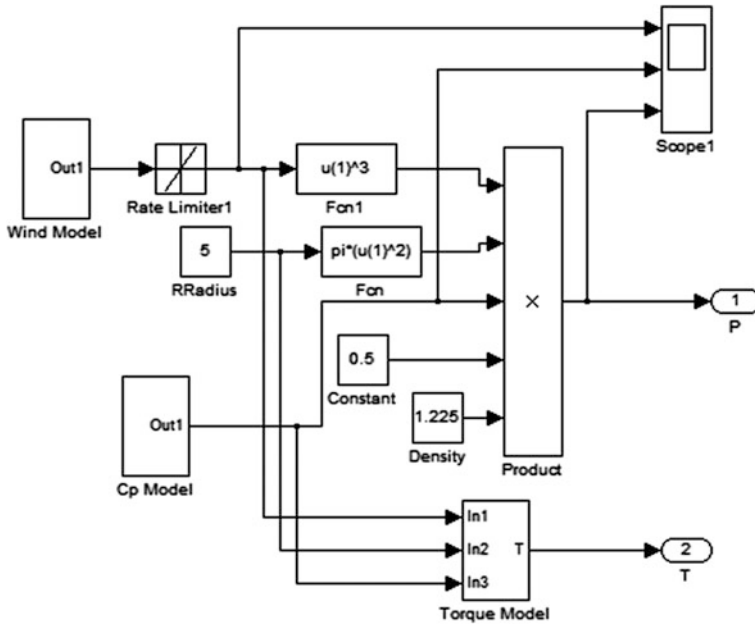 Scope1
Out1
Wind Model
Rate Limiter1
u(1)^3
Fcn1
5
RRadius
pi*(u(1)^2)
Fcn
×
Product
1
P
0.5
Constant
Out1
Cp Model
1.225
Density
In1
In2
In3
T
Torque Model
2
T